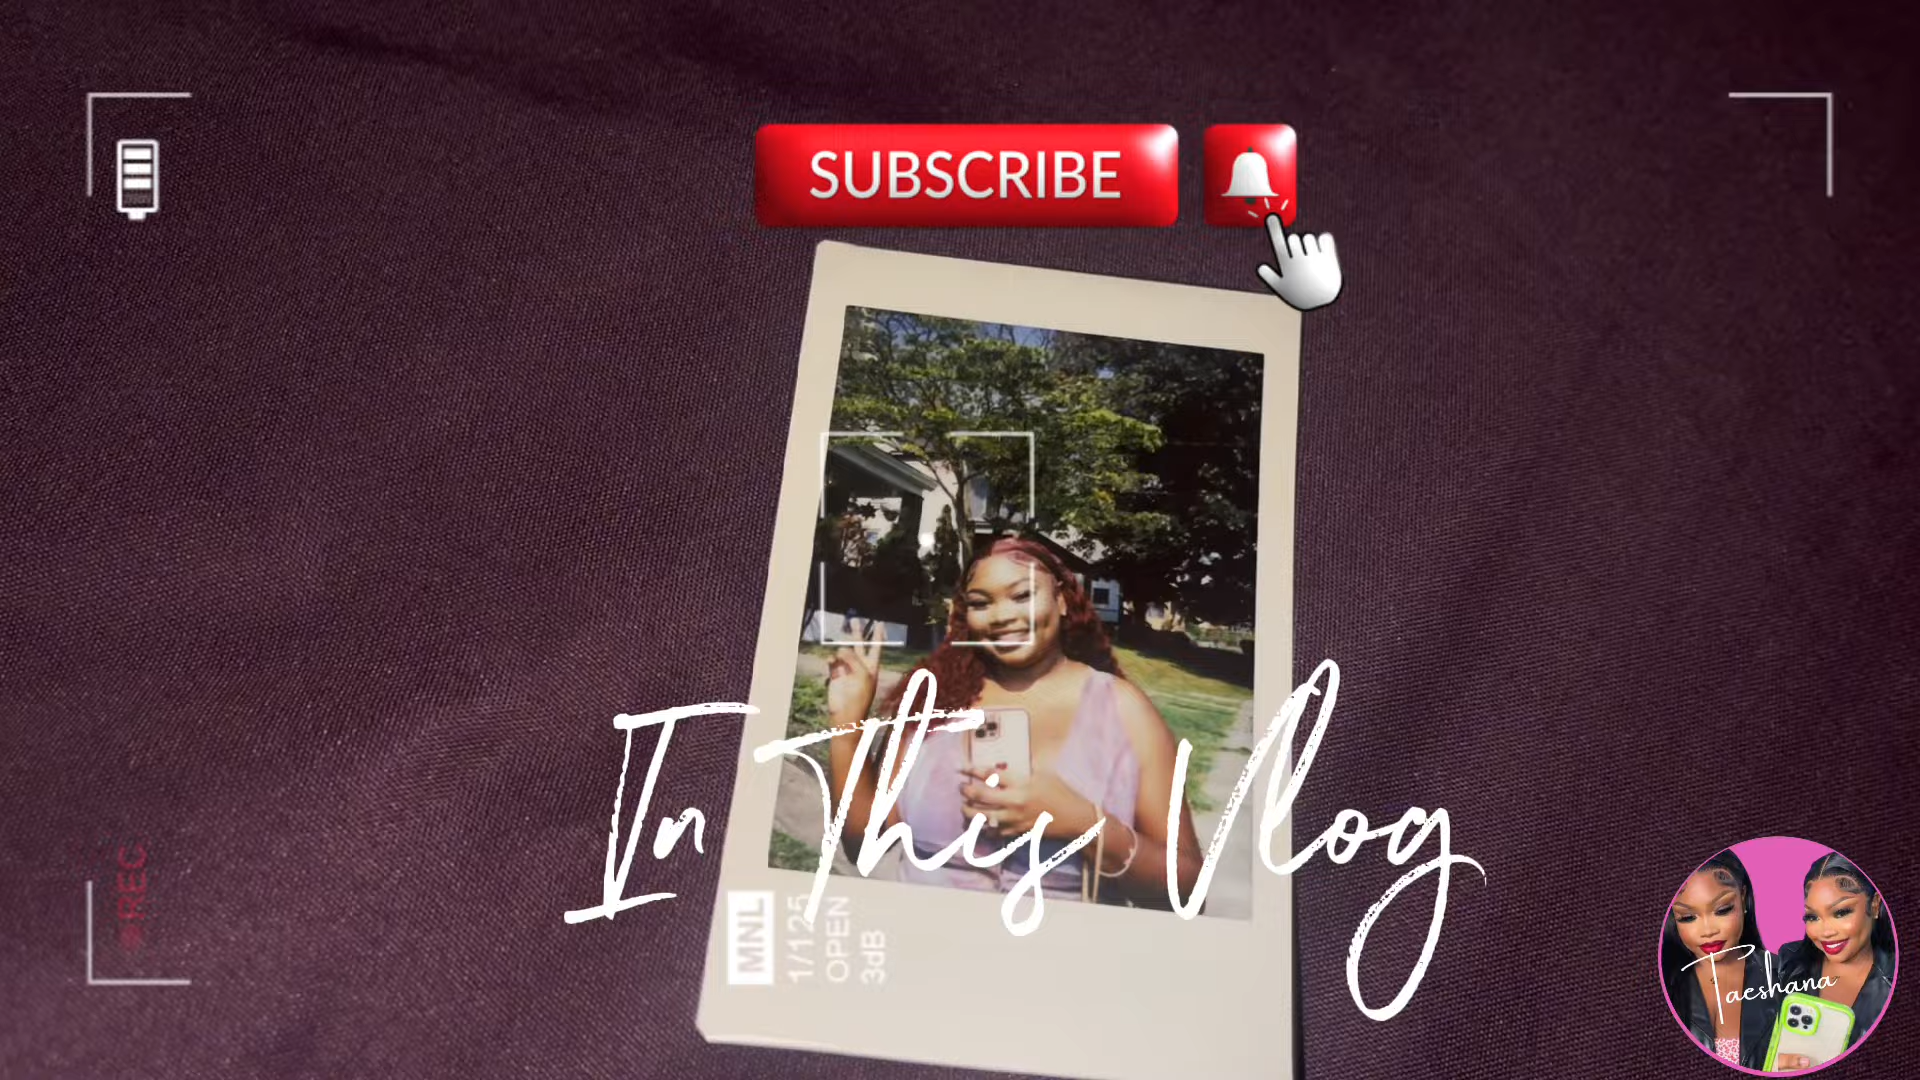 SUBSCRIBE
In This Vlog
REC
MNL
1/125
OPEN
3dB
Taeshana